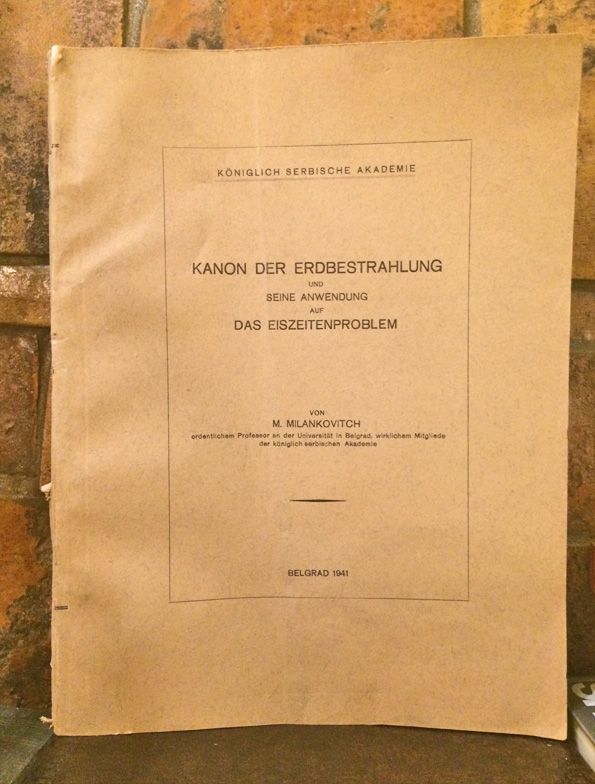 KÖNIGLICH SERBISCHE AKADEMIE
KANON DER ERDBESTRAHLUNG
UND
SEINE ANWENDUNG
AUF
DAS EISZEITENPROBLEM
VON
M. MILANKOVITCH
ordentlichem Professor an der Universität in Belgrad, wirklichem Mitgliede
der königlich serbischen Akademie
BELGRAD 1941